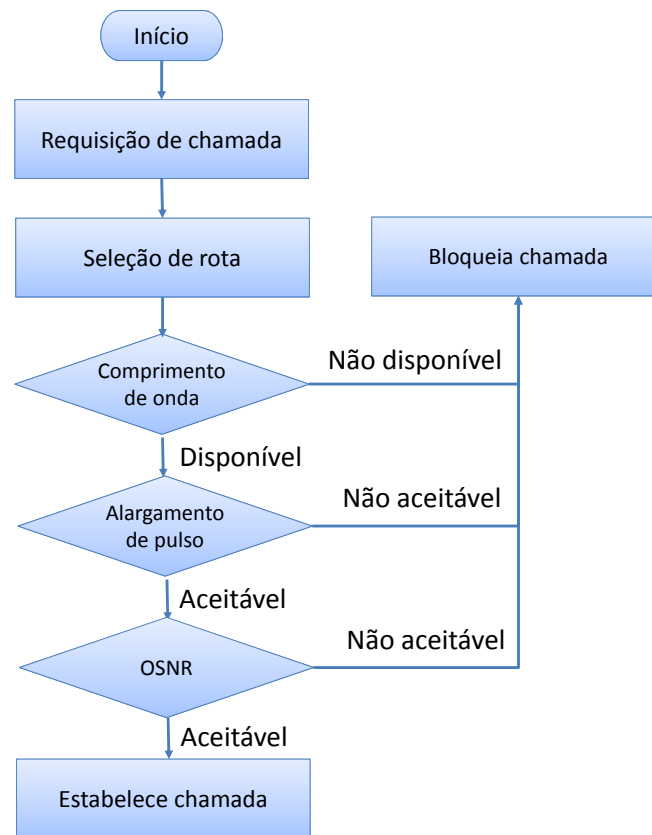 Início
Requisição de chamada
Seleção de rota
Bloqueia chamada
Comprimento
de onda
Não disponível
Disponível
Alargamento
de pulso
Não aceitável
Aceitável
OSNR
Não aceitável
Aceitável
Estabelece chamada